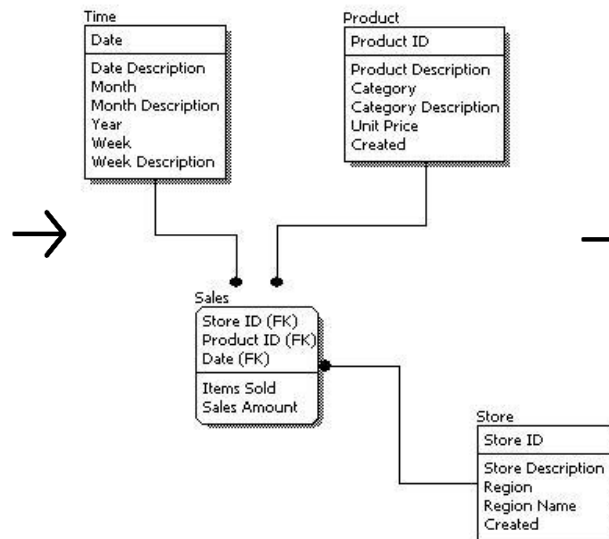 Time
Date
Date Description
Month
Month Description
Year
Week
Week Description
Product
Product ID
Product Description
Category
Category Description
Unit Price
Created
Sales
Store ID (FK)
Product ID (FK)
Date (FK)
Items Sold
Sales Amount
Store
Store ID
Store Description
Region
Region Name
Created